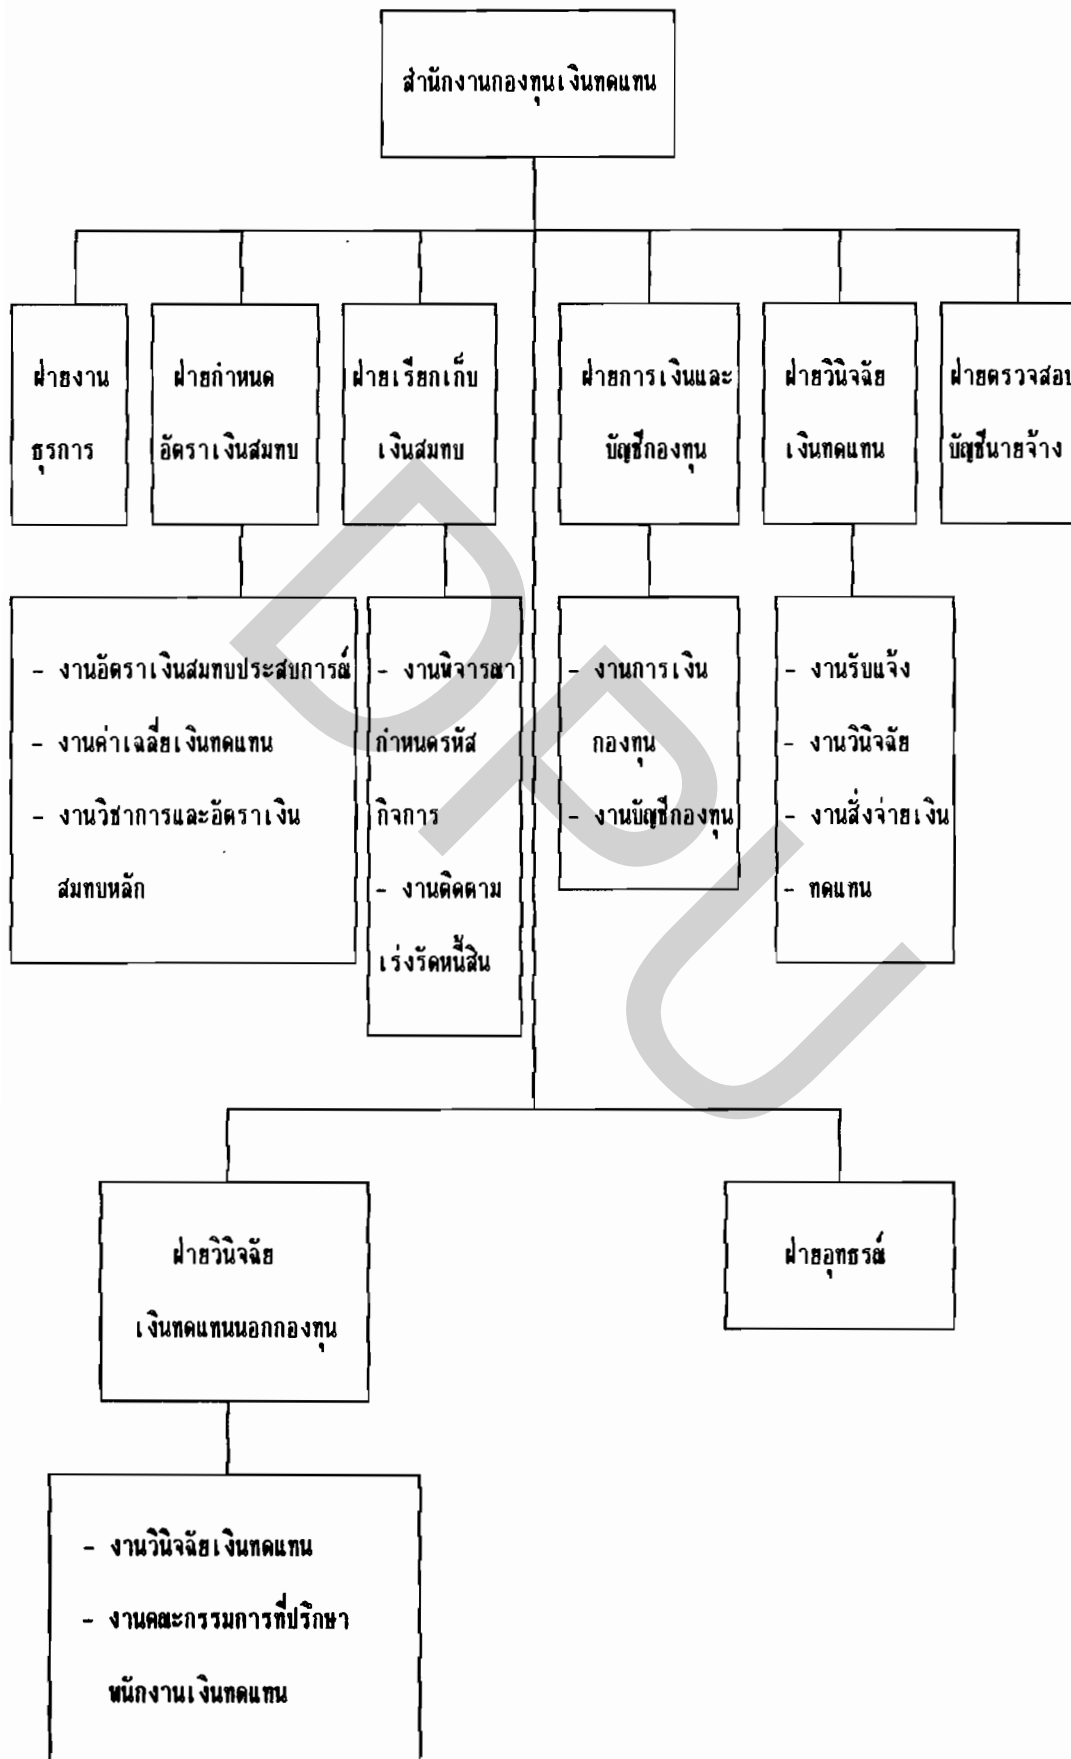 สำนักงานกองทุนเงินทดแทน
ฝ่ายงาน
ธุรการ
ฝ่ายกำหนด
อัตราเงินสมทบ
ฝ่ายเรียกเก็บ
เงินสมทบ
ฝ่ายการเงินและ
บัญชีกองทุน
ฝ่ายวินิจฉัย
เงินทดแทน
ฝ่ายตรวจสอบ
บัญชีนายจ้าง
- งานอัตราเงินสมทบประสบการณ์
- งานค่าเฉลี่ยเงินทดแทน
- งานวิชาการและอัตราเงิน
สมทบหลัก
- งานพิจารณา
กำหนดรหัส
กิจการ
- งานติดตาม
เร่งรัดหนี้สิน
- งานการเงิน
กองทุน
- งานบัญชีกองทุน
- งานรับแจ้ง
- งานวินิจฉัย
- งานสั่งจ่ายเงิน
- ทดแทน
ฝ่ายวินิจฉัย
เงินทดแทนนอกกองทุน
ฝ่ายอุทธรณ์
- งานวินิจฉัยเงินทดแทน
- งานคณะกรรมการที่ปรึกษา
พนักงานเงินทดแทน
DPU